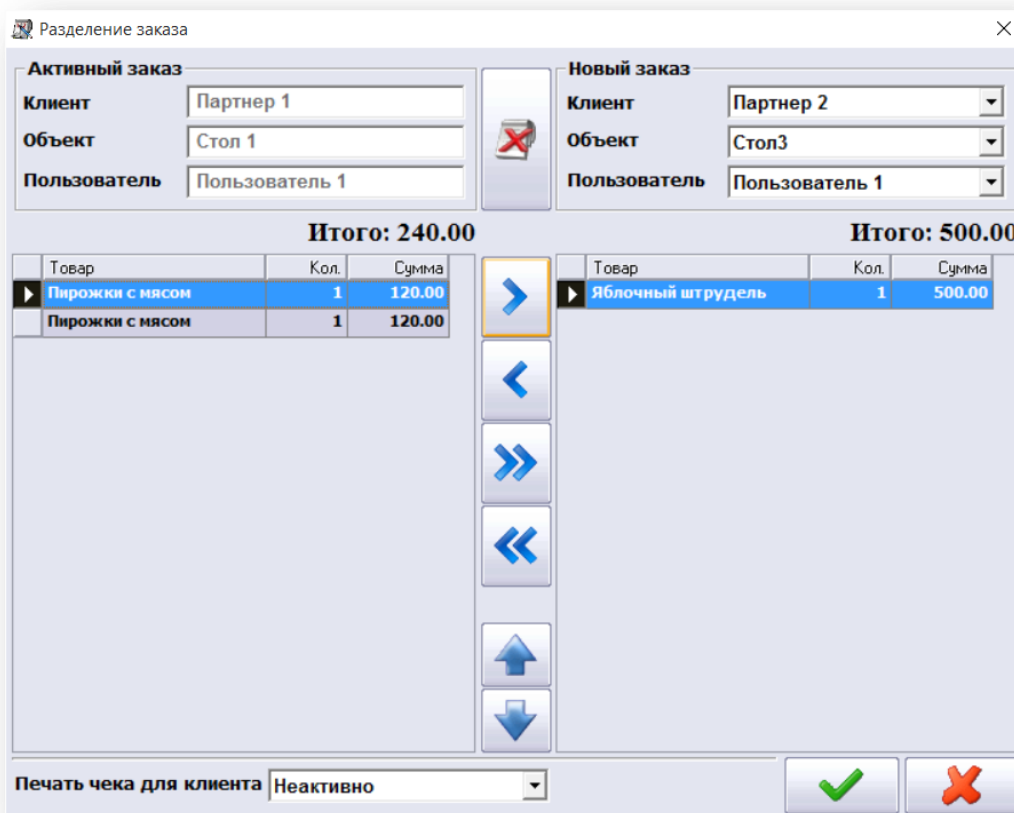 Разделение заказа
Активный заказ
Клиент Партнер 1
Объект Стол 1
Пользователь Пользователь 1
Новый заказ
Клиент Партнер 2
Объект Стол3
Пользователь Пользователь 1
Итого: 240.00
Товар Кол. Сумма
Пирожки с мясом 1 120.00
Пирожки с мясом 1 120.00
Итого: 500.00
Товар Кол. Сумма
Яблочный штрудель 1 500.00
Печать чека для клиента Неактивно